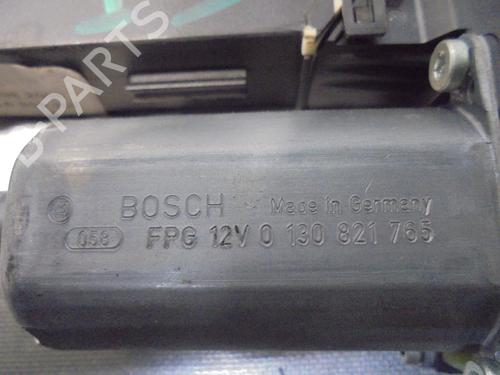 B-PARTS
BOSCH Made in Germany
058 FPG 12V 0 130 821 765